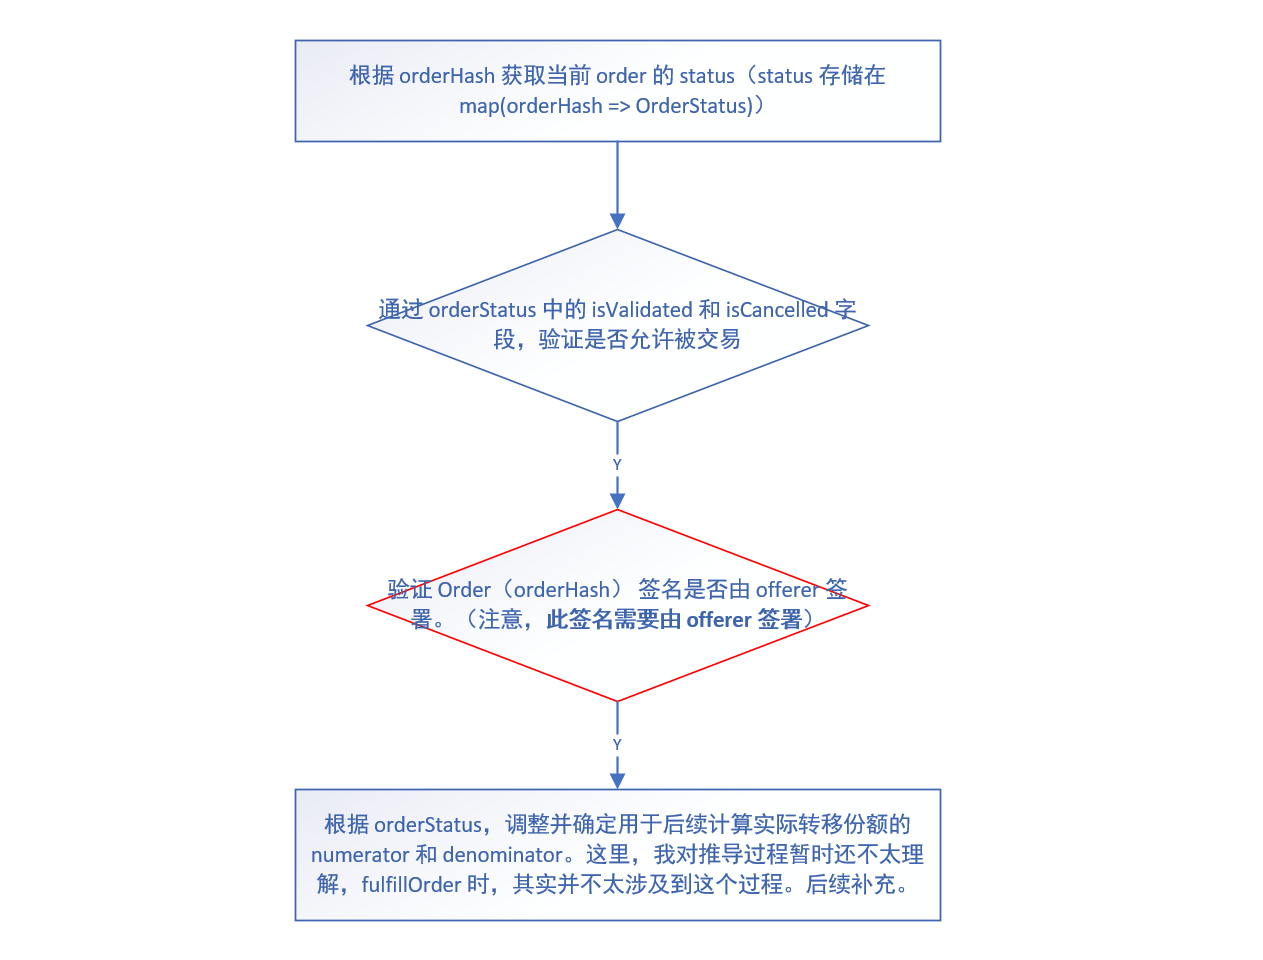 根据 orderHash 获取当前 order 的 status（status 存储在
map(orderHash => OrderStatus)）
通过 orderStatus 中的 isValidated 和 isCancelled 字
段，验证是否允许被交易
Y
验证 Order（orderHash） 签名是否由 offerer 签
署。（注意，此签名需要由 offerer 签署）
Y
根据 orderStatus，调整并确定用于后续计算实际转移份额的
numerator 和 denominator。这里，我对推导过程暂时还不太理
解，fulfillOrder 时，其实并不太涉及到这个过程。后续补充。